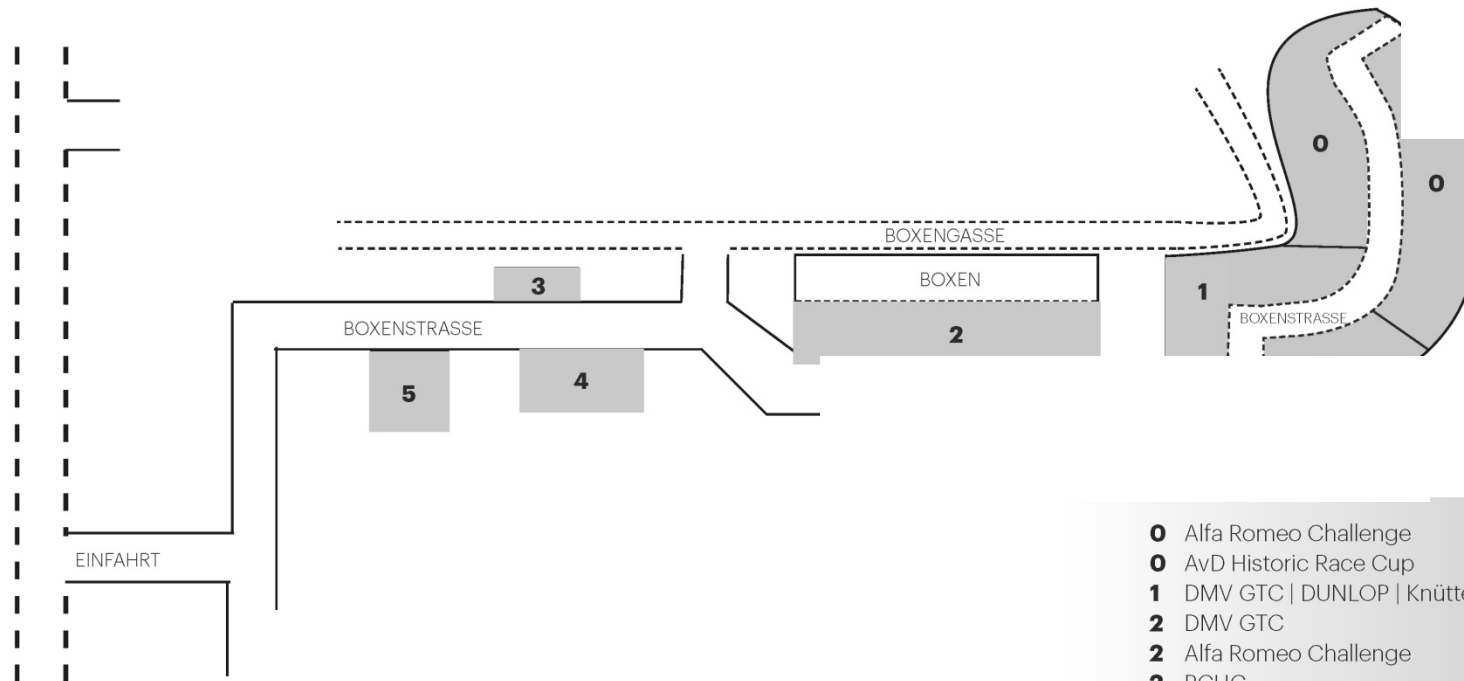 0
0
BOXENGASSE
3
BOXEN
1
BOXENSTRASSE
BOXENSTRASSE
2
4
5
EINFAHRT
0 Alfa Romeo Challenge
0 AvD Historic Race Cup
1 DMV GTC | DUNLOP | Knütte
2 DMV GTC
2 Alfa Romeo Challenge